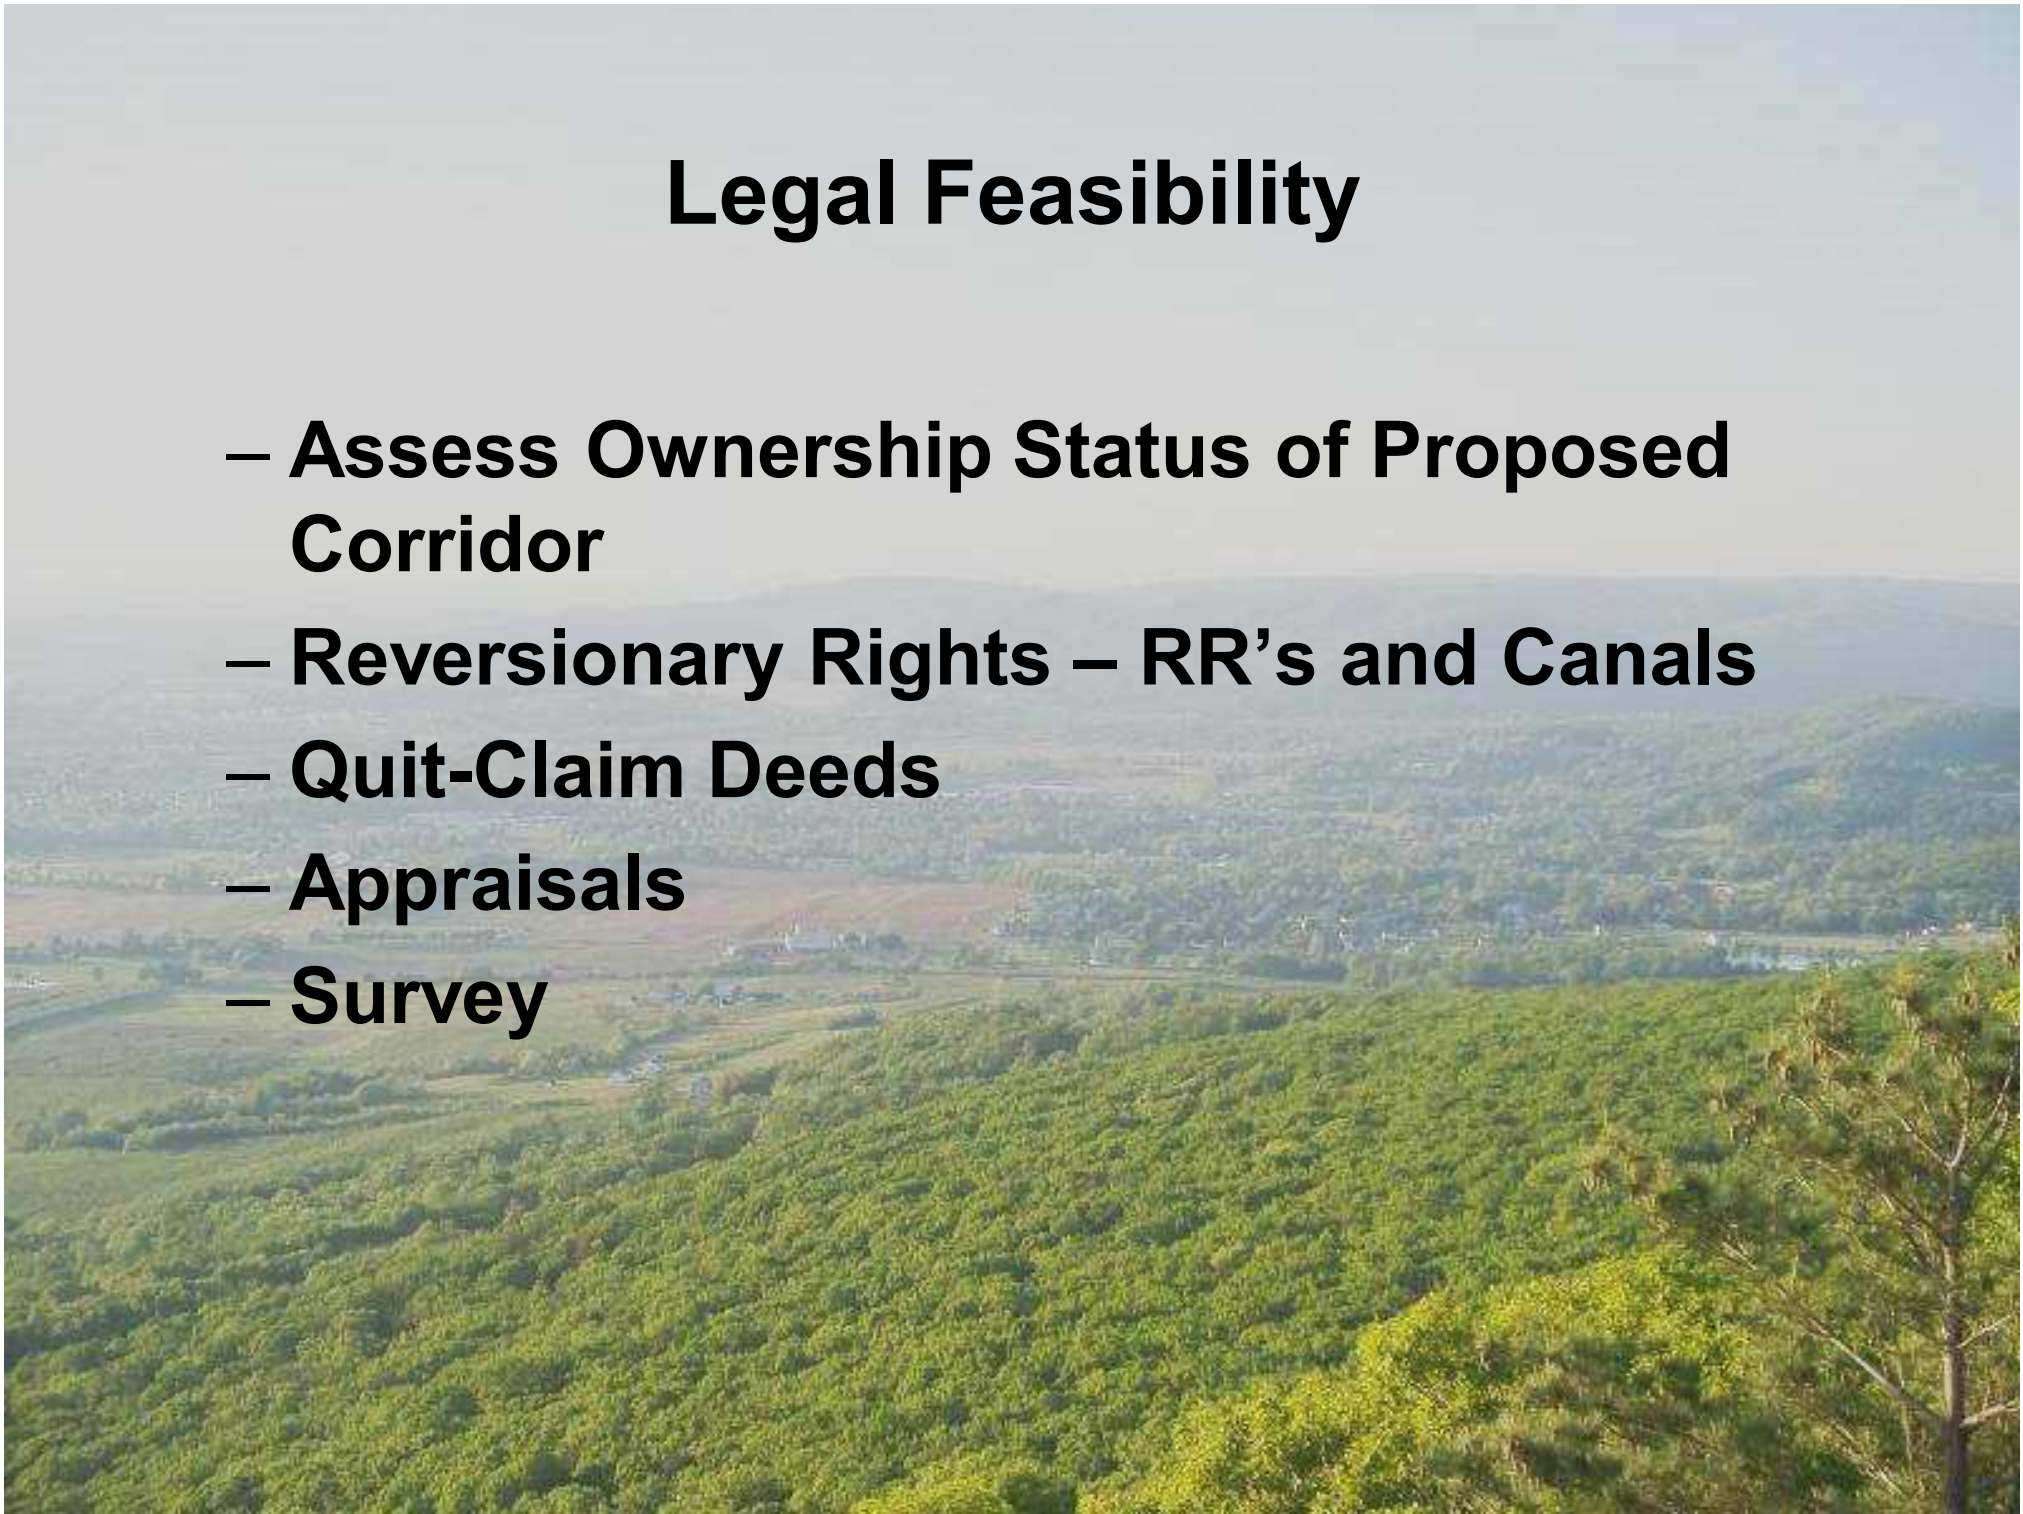 Legal Feasibility
– Assess Ownership Status of Proposed
Corridor
– Reversionary Rights – RR’s and Canals
– Quit-Claim Deeds
– Appraisals
– Survey